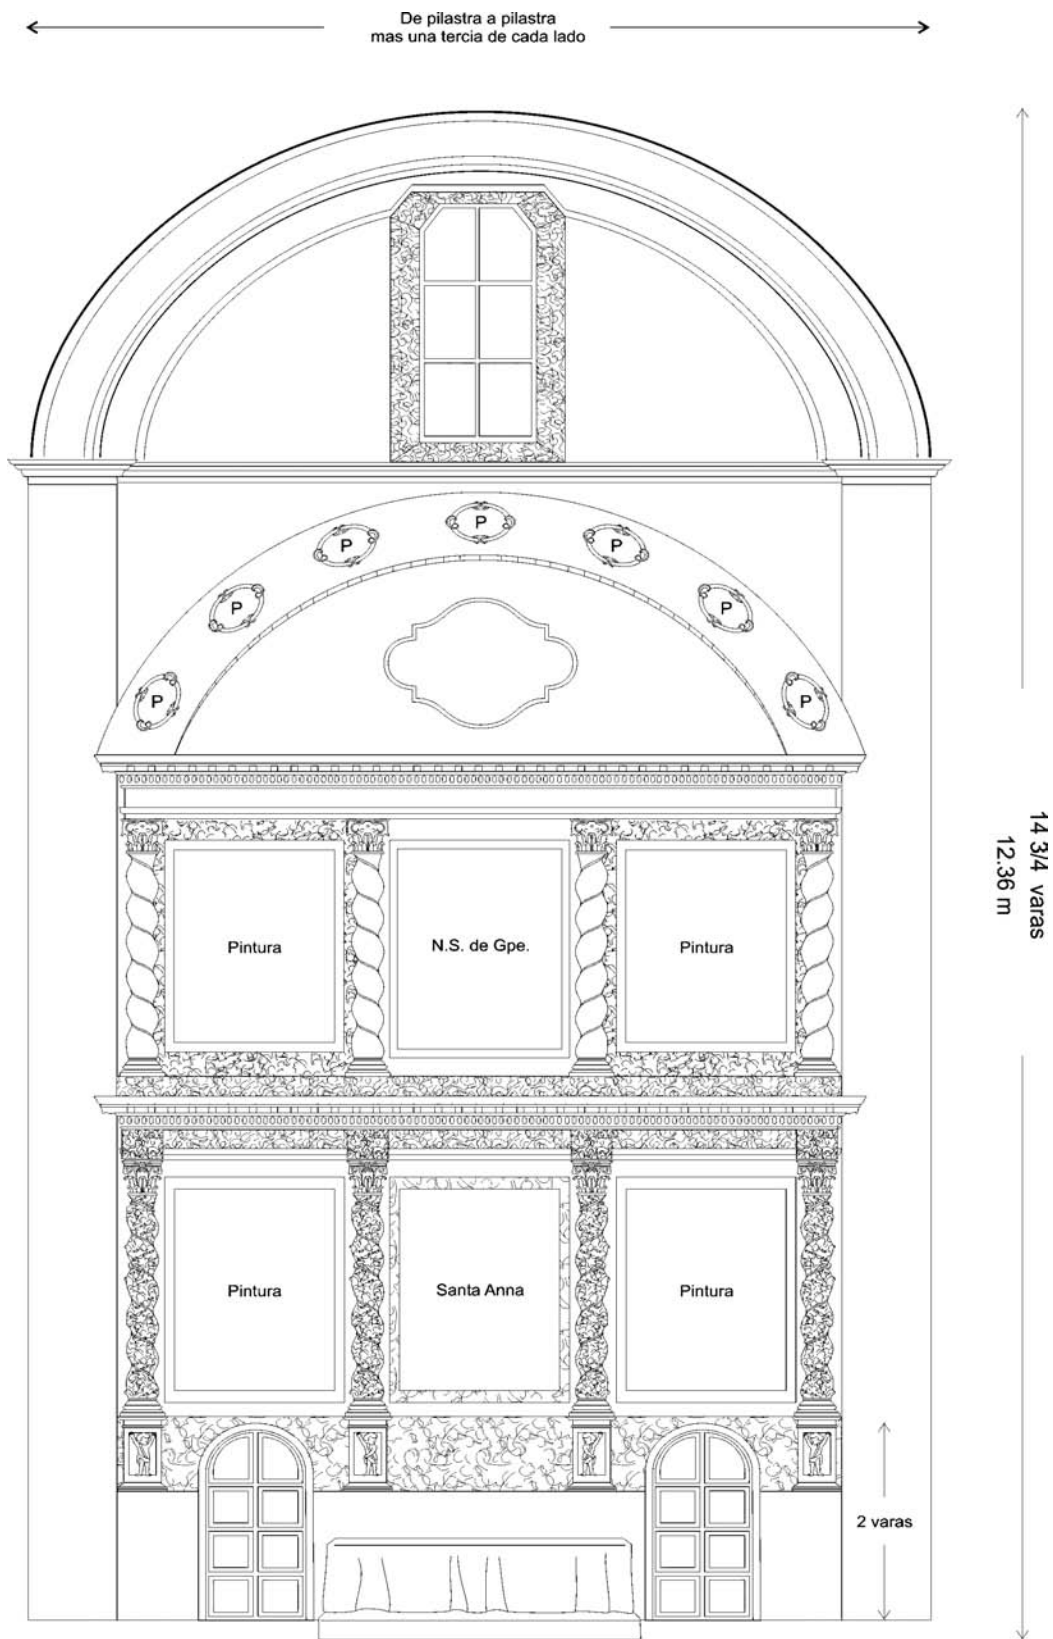 De pilastra a pilastra
mas una tercia de cada lado
P
P
P
P
P
P
P
14 3/4 varas
12.36 m
Pintura
N.S. de Gpe.
Pintura
Pintura
Santa Anna
Pintura
2 varas